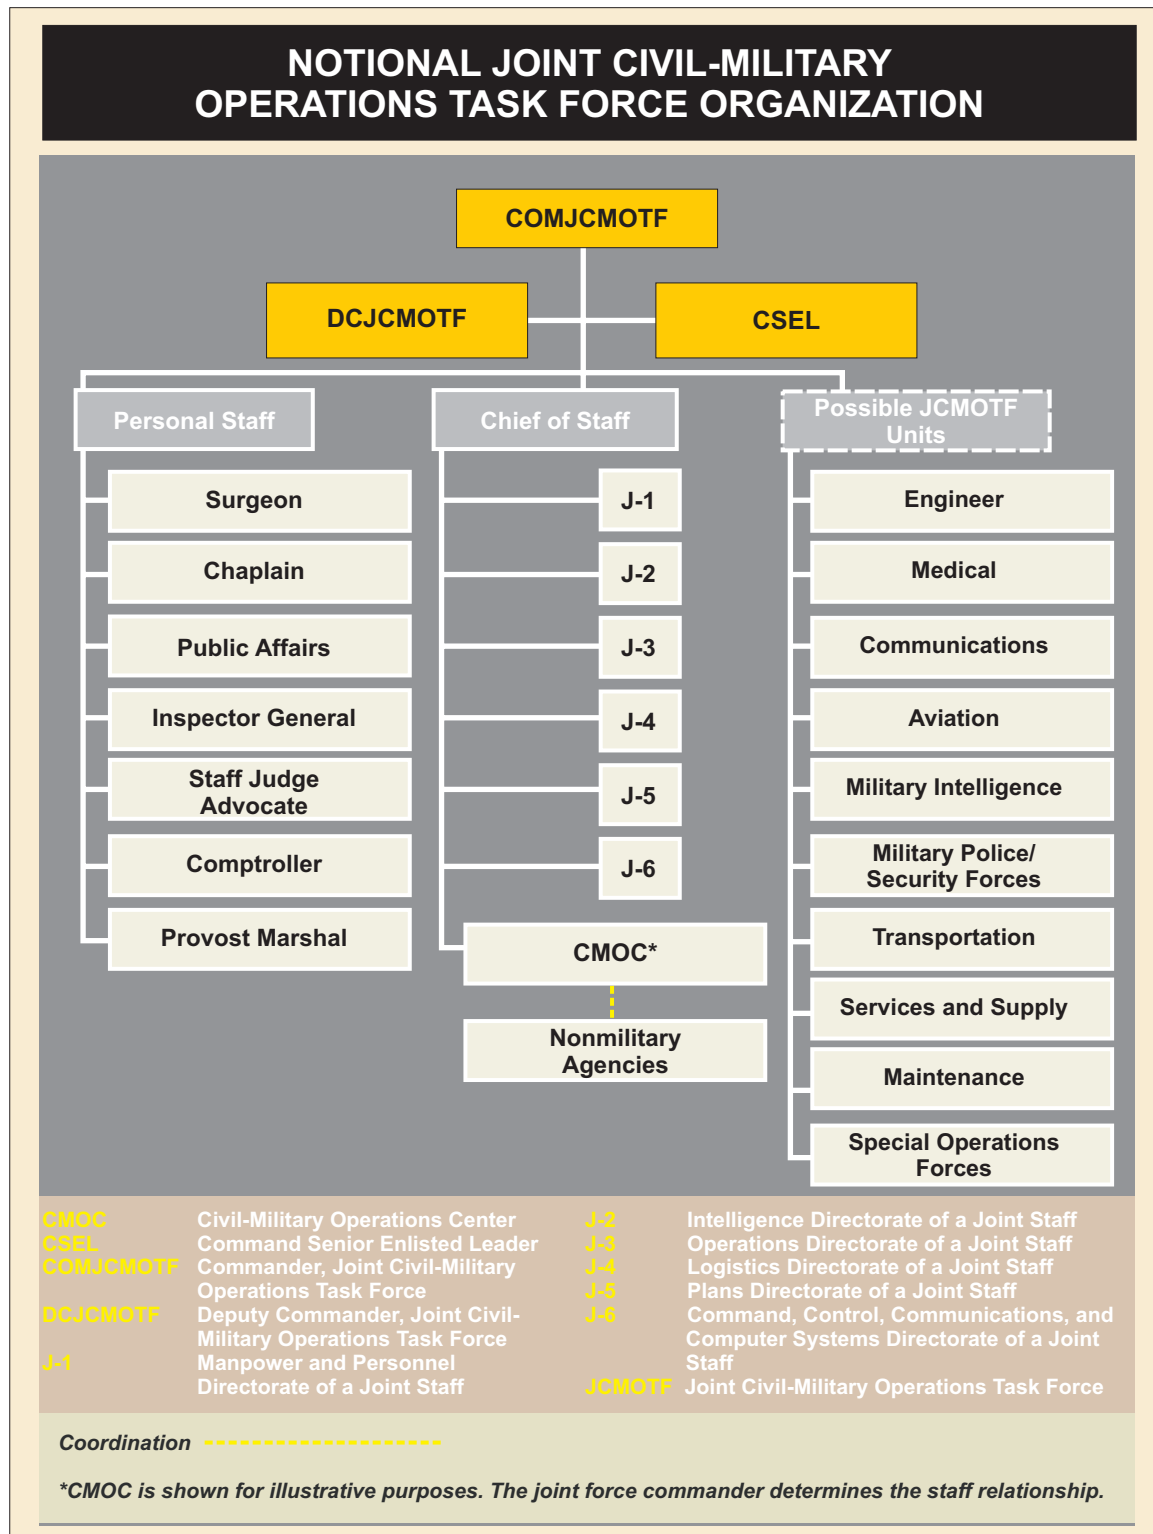 NOTIONAL JOINT CIVIL-MILITARY
OPERATIONS TASK FORCE ORGANIZATION
COMJCMOTF
DCJCMOTF
CSEL
Personal Staff
Surgeon
Chaplain
Public Affairs
Inspector General
Staff Judge
Advocate
Comptroller
Provost Marshal
Chief of Staff
J-1
J-2
J-3
J-4
J-5
J-6
CMOC*
Nonmilitary
Agencies
Possible JCMOTF
Units
Engineer
Medical
Communications
Aviation
Military Intelligence
Military Police/
Security Forces
Transportation
Services and Supply
Maintenance
Special Operations
Forces
CMOC Civil-Military Operations Center
CSEL Command Senior Enlisted Leader
COMJCMOTF Commander, Joint Civil-Military
Operations Task Force
DCJCMOTF Deputy Commander, Joint Civil-
Military Operations Task Force
J-1 Manpower and Personnel
Directorate of a Joint Staff
J-2 Intelligence Directorate of a Joint Staff
J-3 Operations Directorate of a Joint Staff
J-4 Logistics Directorate of a Joint Staff
J-5 Plans Directorate of a Joint Staff
J-6 Command, Control, Communications, and
Computer Systems Directorate of a Joint
Staff
JCMOTF Joint Civil-Military Operations Task Force
Coordination
*CMOC is shown for illustrative purposes. The joint force commander determines the staff relationship.